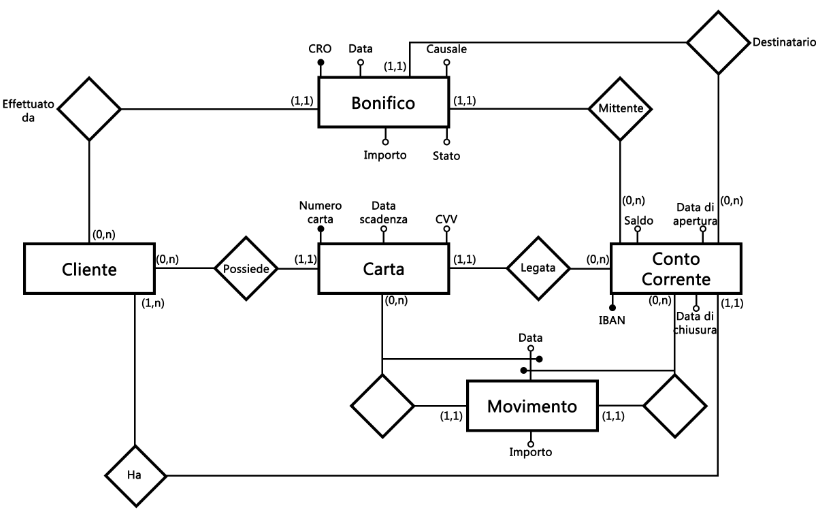 Destinatario
CRO
Data
Causale
(1,1)
Effettuato
da
(1,1)
Bonifico
(1,1)
Mittente
Importo
Stato
(0,n)
(0,n)
Numero
carta
Data
scadenza
CVV
Saldo
Data di
apertura
(0,n)
Cliente
(0,n)
Possiede
(1,1)
Carta
(1,1)
Legata
(0,n)
Conto
Corrente
(1,n)
(0,n)
(0,n)
(1,1)
IBAN
Data di
chiusura
Data
(1,1)
Movimento
(1,1)
Importo
Ha